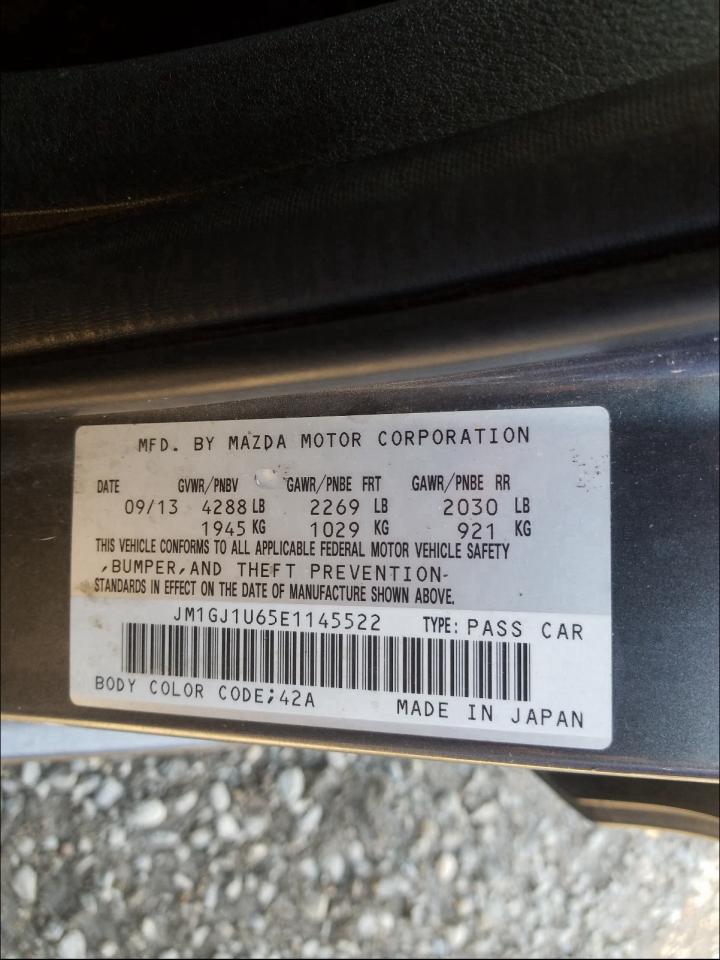 MFD. BY MAZDA MOTOR CORPORATION
DATE GVWR/PNBV GAWR/PNBE FRT GAWR/PNBE RR
09/13 4288 LB 2269 LB 2030 LB
1945 KG 1029 KG 921 KG
THIS VEHICLE CONFORMS TO ALL APPLICABLE FEDERAL MOTOR VEHICLE SAFETY
,BUMPER,AND THEFT PREVENTION-
STANDARDS IN EFFECT ON THE DATE OF MANUFACTURE SHOWN ABOVE.
JM1GJ1U65E1145522 TYPE: PASS CAR
BODY COLOR CODE;42A MADE IN JAPAN